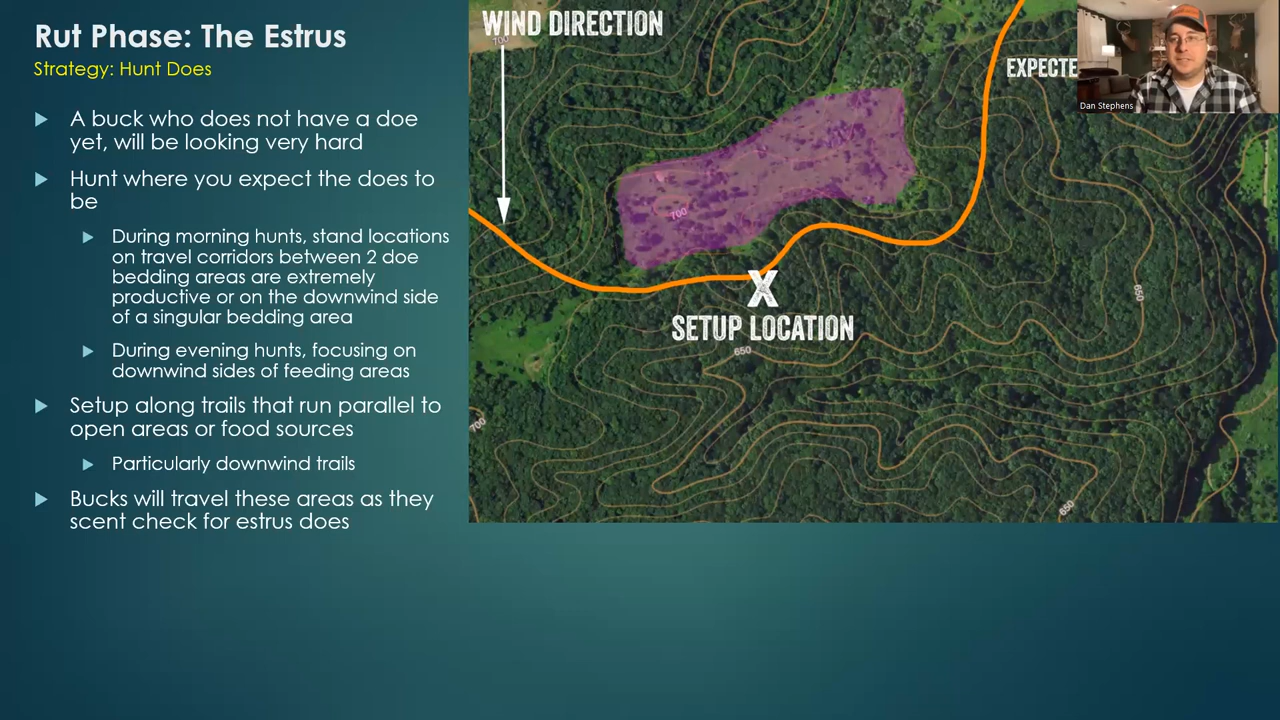 Rut Phase: The Estrus
Strategy: Hunt Does
A buck who does not have a doe
yet, will be looking very hard
Hunt where you expect the does to
be
During morning hunts, stand locations
on travel corridors between 2 doe
bedding areas are extremely
productive or on the downwind side
of a singular bedding area
During evening hunts, focusing on
downwind sides of feeding areas
Setup along trails that run parallel to
open areas or food sources
Particularly downwind trails
Bucks will travel these areas as they
scent check for estrus does
WIND DIRECTION
700
EXPECTE
Dan Stephens
700
X
SETUP LOCATION
650
650
700
650